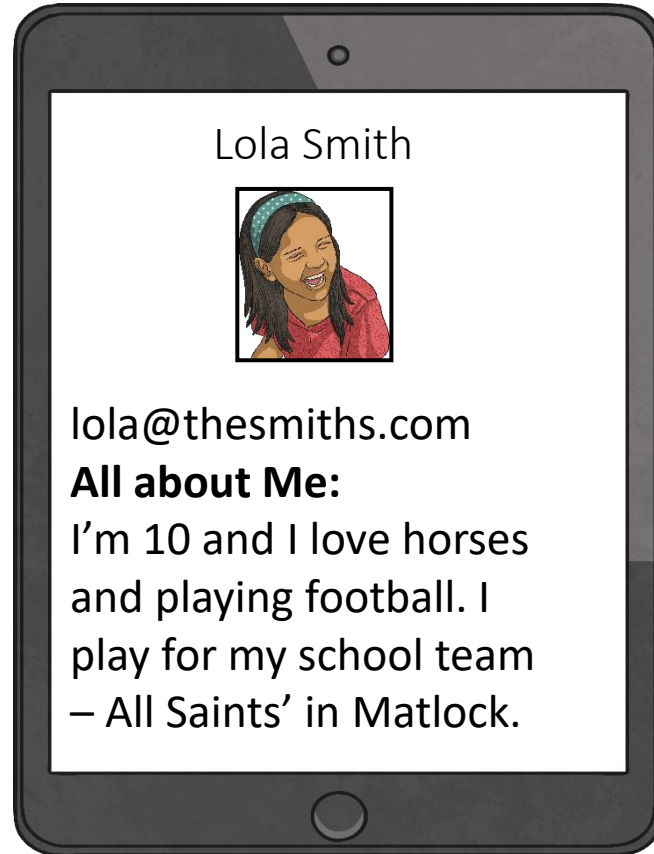 Lola Smith
lola@thesmiths.com
All about Me:
I’m 10 and I love horses
and playing football. I
play for my school team
– All Saints’ in Matlock.